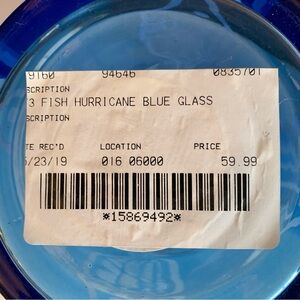 9160 94646 0835701
SCRIPTION
3 FISH HURRICANE BLUE GLASS
SCRIPTION
TE REC'D LOCATION PRICE
/23/19 016 06000 59.99
*15869492*